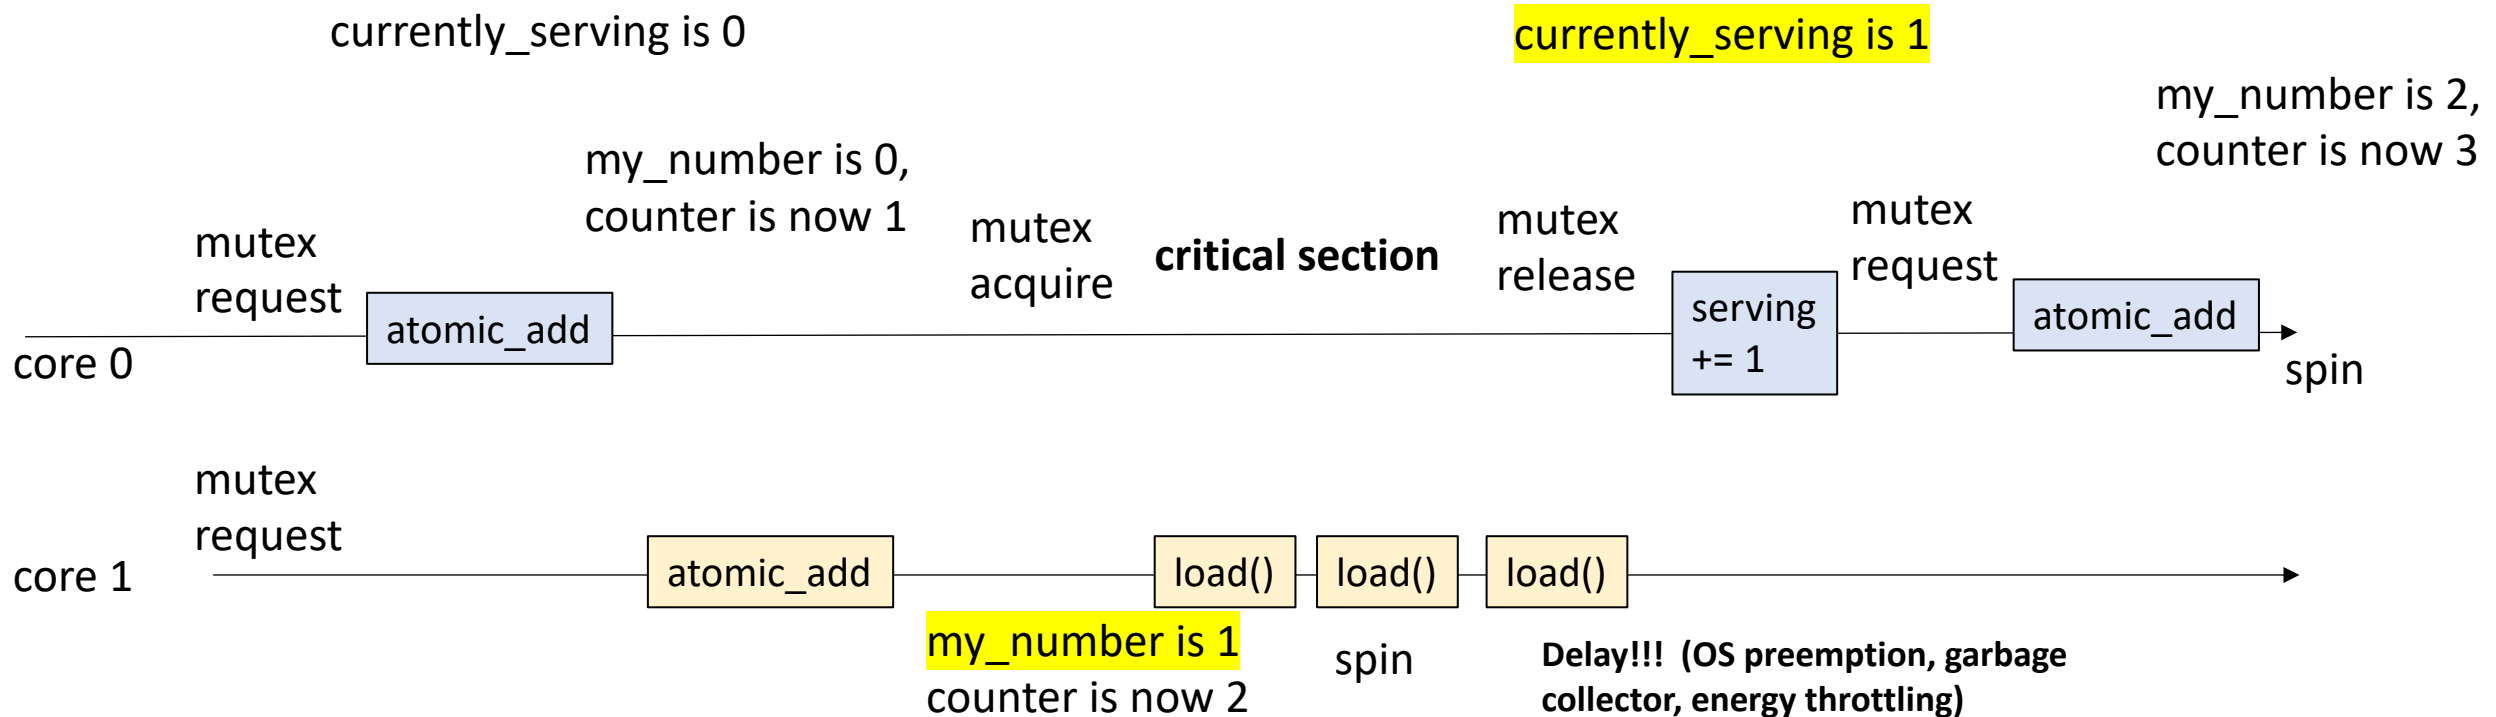 currently_serving is 0
currently_serving is 1
my_number is 2,
counter is now 3
my_number is 0,
counter is now 1
mutex
request
mutex
acquire
critical section
mutex
release
mutex
request
atomic_add
serving
+= 1
atomic_add
core 0
spin
mutex
request
core 1
atomic_add
load()
load()
load()
my_number is 1
counter is now 2
spin
Delay!!! (OS preemption, garbage
collector, energy throttling)